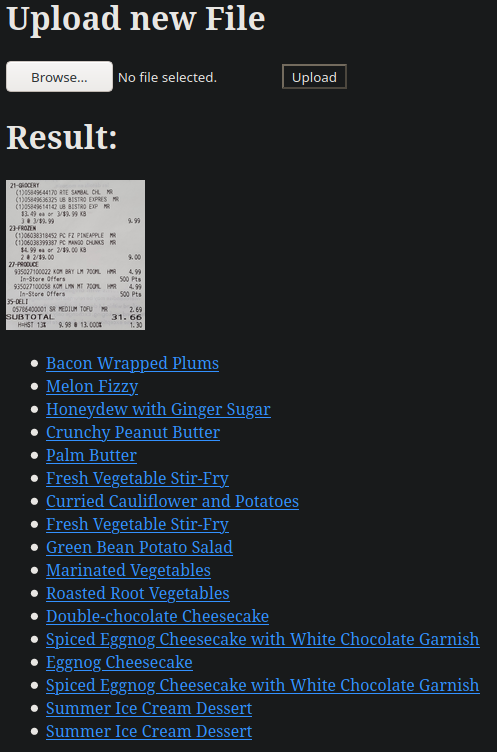 Upload new File
Browse... No file selected. Upload
Result:
21-GROCERY
(1)05849644170 RTE SAMBAL CHL MR
(1)05849636325 UB BISTRO EXPRES MR
(1)05849614142 UB BISTRO EXP MR
$3.49 ea or 3/$9.99 KB
3 @ 3/$9.99 9.99
23-FROZEN
(1)06038318452 PC FZ PINEAPPLE MR
(1)06038399387 PC MANGO CHUNKS MR
$4.99 ea or 2/$9.00 KB
2 @ 2/$9.00 9.00
27-PRODUCE
935027100022 KOM BRY LM 700ML HMR 4.99
In-Store Offers 500 Pts
935027100058 KOM LMN MT 700ML HMR 4.99
In-Store Offers 500 Pts
35-DELI
05786400001 SR MEDIUM TOFU MR 2.69
SUBTOTAL 31.66
H=HST 13% 9.98 @ 13.000% 1.30
Bacon Wrapped Plums
Melon Fizzy
Honeydew with Ginger Sugar
Crunchy Peanut Butter
Palm Butter
Fresh Vegetable Stir-Fry
Curried Cauliflower and Potatoes
Fresh Vegetable Stir-Fry
Green Bean Potato Salad
Marinated Vegetables
Roasted Root Vegetables
Double-chocolate Cheesecake
Spiced Eggnog Cheesecake with White Chocolate Garnish
Eggnog Cheesecake
Spiced Eggnog Cheesecake with White Chocolate Garnish
Summer Ice Cream Dessert
Summer Ice Cream Dessert